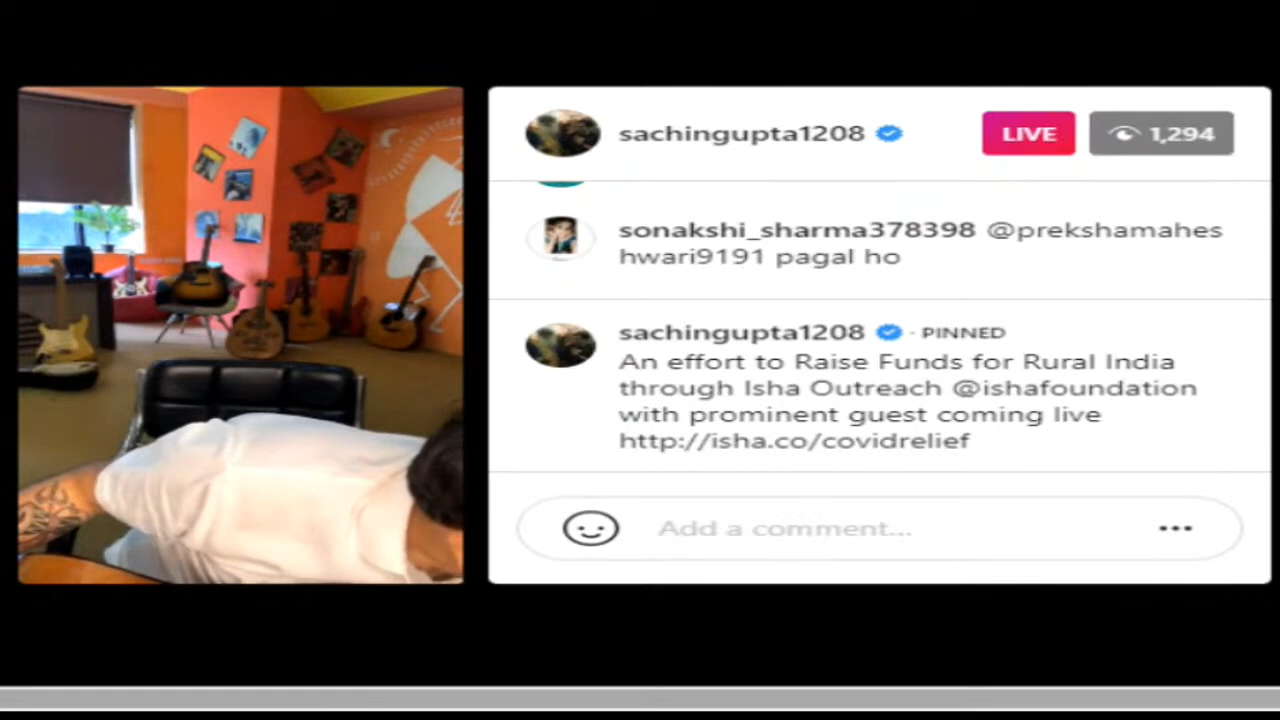 sachingupta1208
LIVE
1,294
sonakshi_sharma378398 @prekshamahes
hwari9191 pagal ho
sachingupta1208 · PINNED
An effort to Raise Funds for Rural India
through Isha Outreach @ishafoundation
with prominent guest coming live
http://isha.co/covidrelief
Add a comment...